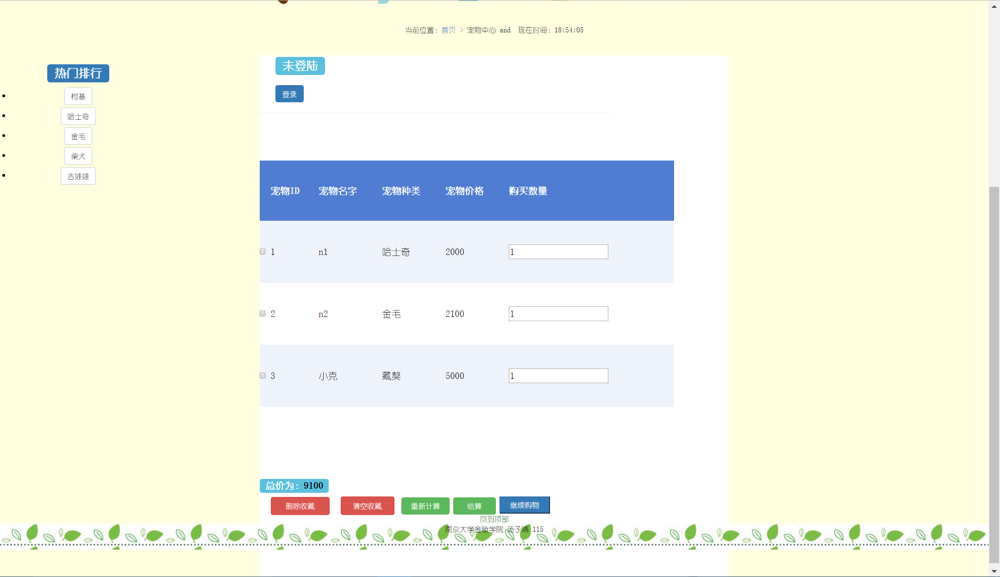 当前位置: 首页 > 宠物中心 and 现在时间: 18:54:05
热门排行
柯基
哈士奇
金毛
柴犬
吉娃娃
未登陆
登录
宠物ID 宠物名字 宠物种类 宠物价格 购买数量
1 n1 哈士奇 2000 1
2 n2 金毛 2100 1
3 小克 藏獒 5000 1
总价为: 9100
删除收藏 清空收藏 重新计算 结算 继续购物
回到顶部
南京大学金陵学院 汤子晴 115